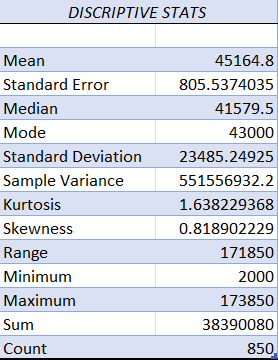 DISCRIPTIVE STATS
Mean 45164.8
Standard Error 805.5374035
Median 41579.5
Mode 43000
Standard Deviation 23485.24925
Sample Variance 551556932.2
Kurtosis 1.638229368
Skewness 0.818902229
Range 171850
Minimum 2000
Maximum 173850
Sum 38390080
Count 850